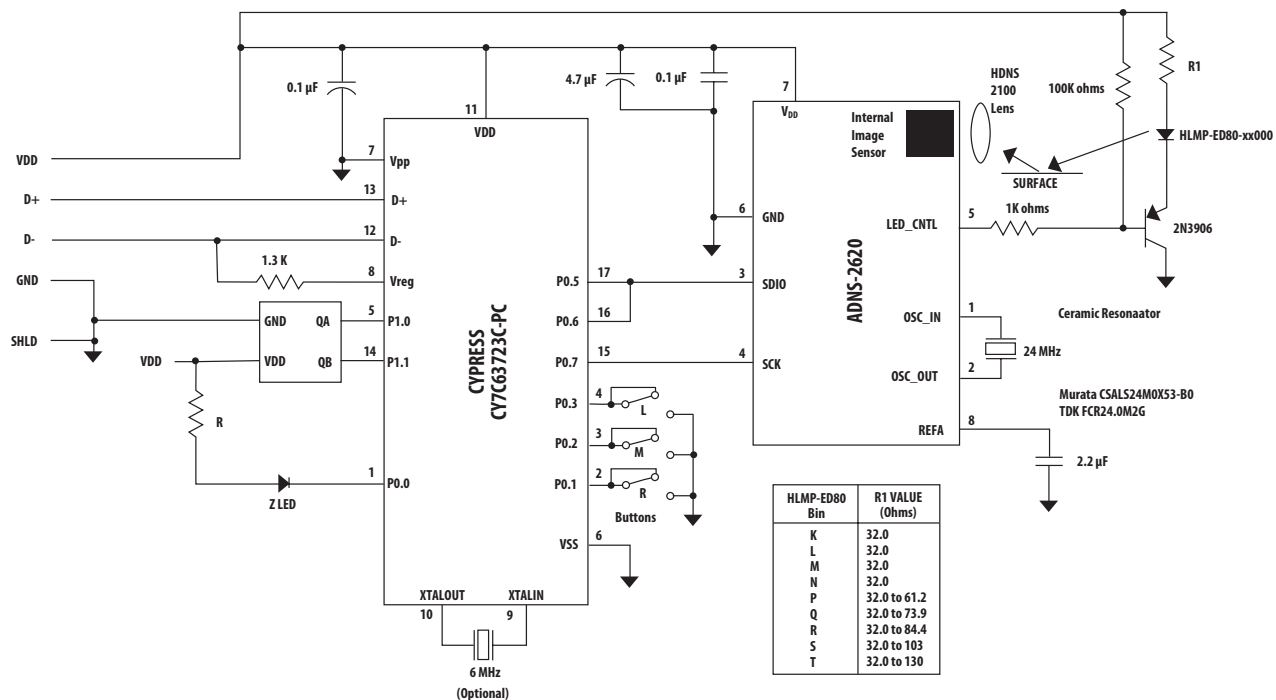 0.1 µF
11
VDD
4.7 µF
0.1 µF
7
VDD
Internal
Image
Sensor
HDNS
2100
Lens
100K ohms
R1
HLMP-ED80-xx000
SURFACE
VDD
7
Vpp
D+
13
D+
D-
12
D-
1.3 K
8
Vreg
GND
SHLD
GND
QA
5
P1.0
VDD
VDD
QB
14
P1.1
R
Z LED
1
P0.0
CYPRESS
CY7C63723C-PC
P0.5
17
P0.6
16
P0.7
15
P0.3
4
L
P0.2
3
M
P0.1
2
R
Buttons
VSS
6
XTALOUT
XTALIN
10
9
6 MHz
(Optional)
6
GND
3
SDIO
4
SCK
ADNS-2620
LED_CNTL
5
1K ohms
2N3906
OSC_IN
1
Ceramic Resonaator
24 MHz
OSC_OUT
2
Murata CSALS24M0X53-B0
TDK FCR24.0M2G
REFA
8
2.2 µF
HLMP-ED80
Bin
R1 VALUE
(Ohms)
K 32.0
L 32.0
M 32.0
N 32.0
P 32.0 to 61.2
Q 32.0 to 73.9
R 32.0 to 84.4
S 32.0 to 103
T 32.0 to 130